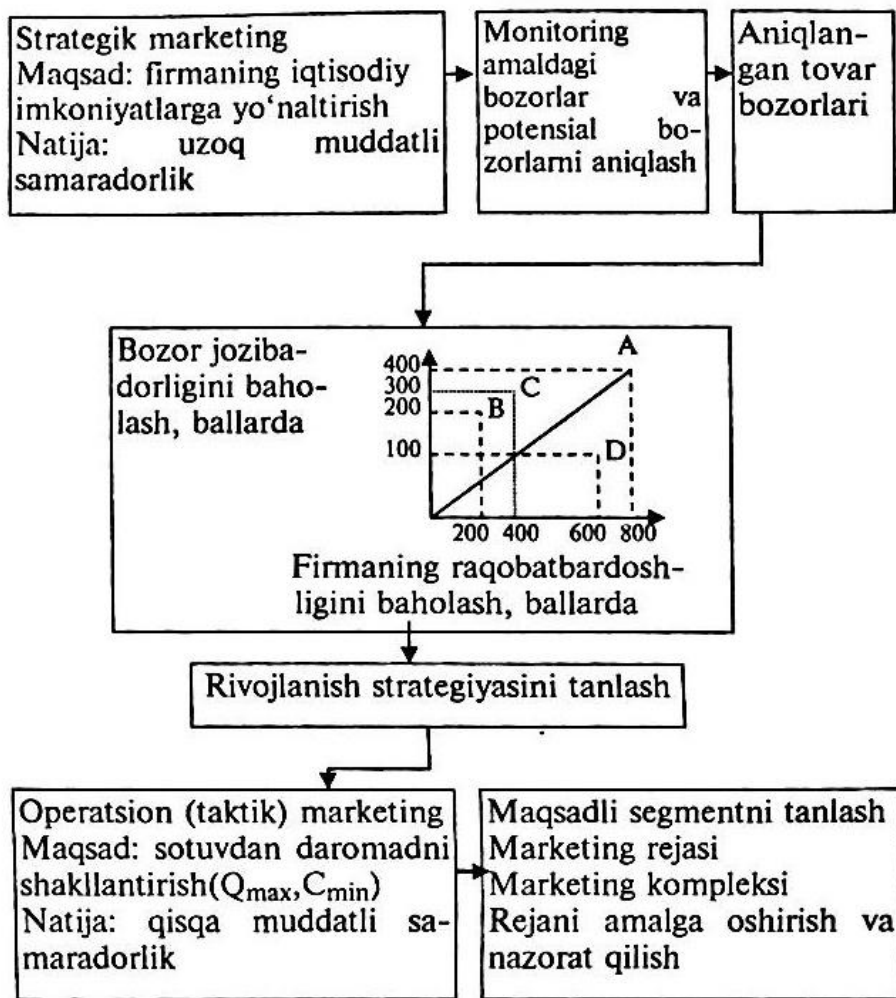 Strategik marketing
Maqsad: firmaning iqtisodiy
imkoniyatlarga yo‘naltirish
Natija: uzoq muddatli
samaradorlik
Monitoring
amaldagi
bozorlar va
potensial bo-
zorlarni aniqlash
Aniqlan-
gan tovar
bozorlari
Bozor joziba-
dorligini baho-
lash, ballarda
400
300
200
100
A
C
B
D
200 400 600 800
Firmaning raqobatbardosh-
ligini baholash, ballarda
Rivojlanish strategiyasini tanlash
Operatsion (taktik) marketing
Maqsad: sotuvdan daromadni
shakllantirish(Qmax,Cmin)
Natija: qisqa muddatli sa-
maradorlik
Maqsadli segmentni tanlash
Marketing rejasi
Marketing kompleksi
Rejani amalga oshirish va
nazorat qilish